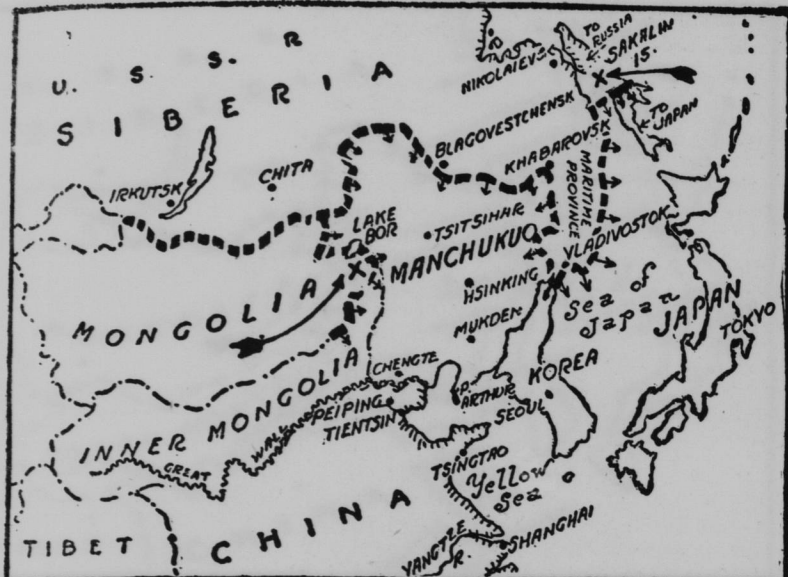 U. S. S. R
SIBERIA
NIKOLAIEVSK
TO RUSSIA
SAKALIN IS.
TO JAPAN
BLAGOVESTCHENSK
KHABAROVSK
MARITIME PROVINCE
IRKUTSK
CHITA
LAKE BOR
TSITSIHAR
MANCHUKUO
VLADIVOSTOK
HSINKING
MUKDEN
Sea of Japan
JAPAN
TOKYO
MONGOLIA
INNER MONGOLIA
CHENGTE
PEIPING
TIENTSIN
P. ARTHUR
KOREA
SEOUL
GREAT WALL
TSINGTAO
Yellow Sea
TIBET
CHINA
YANGTZE R.
SHANGHAI